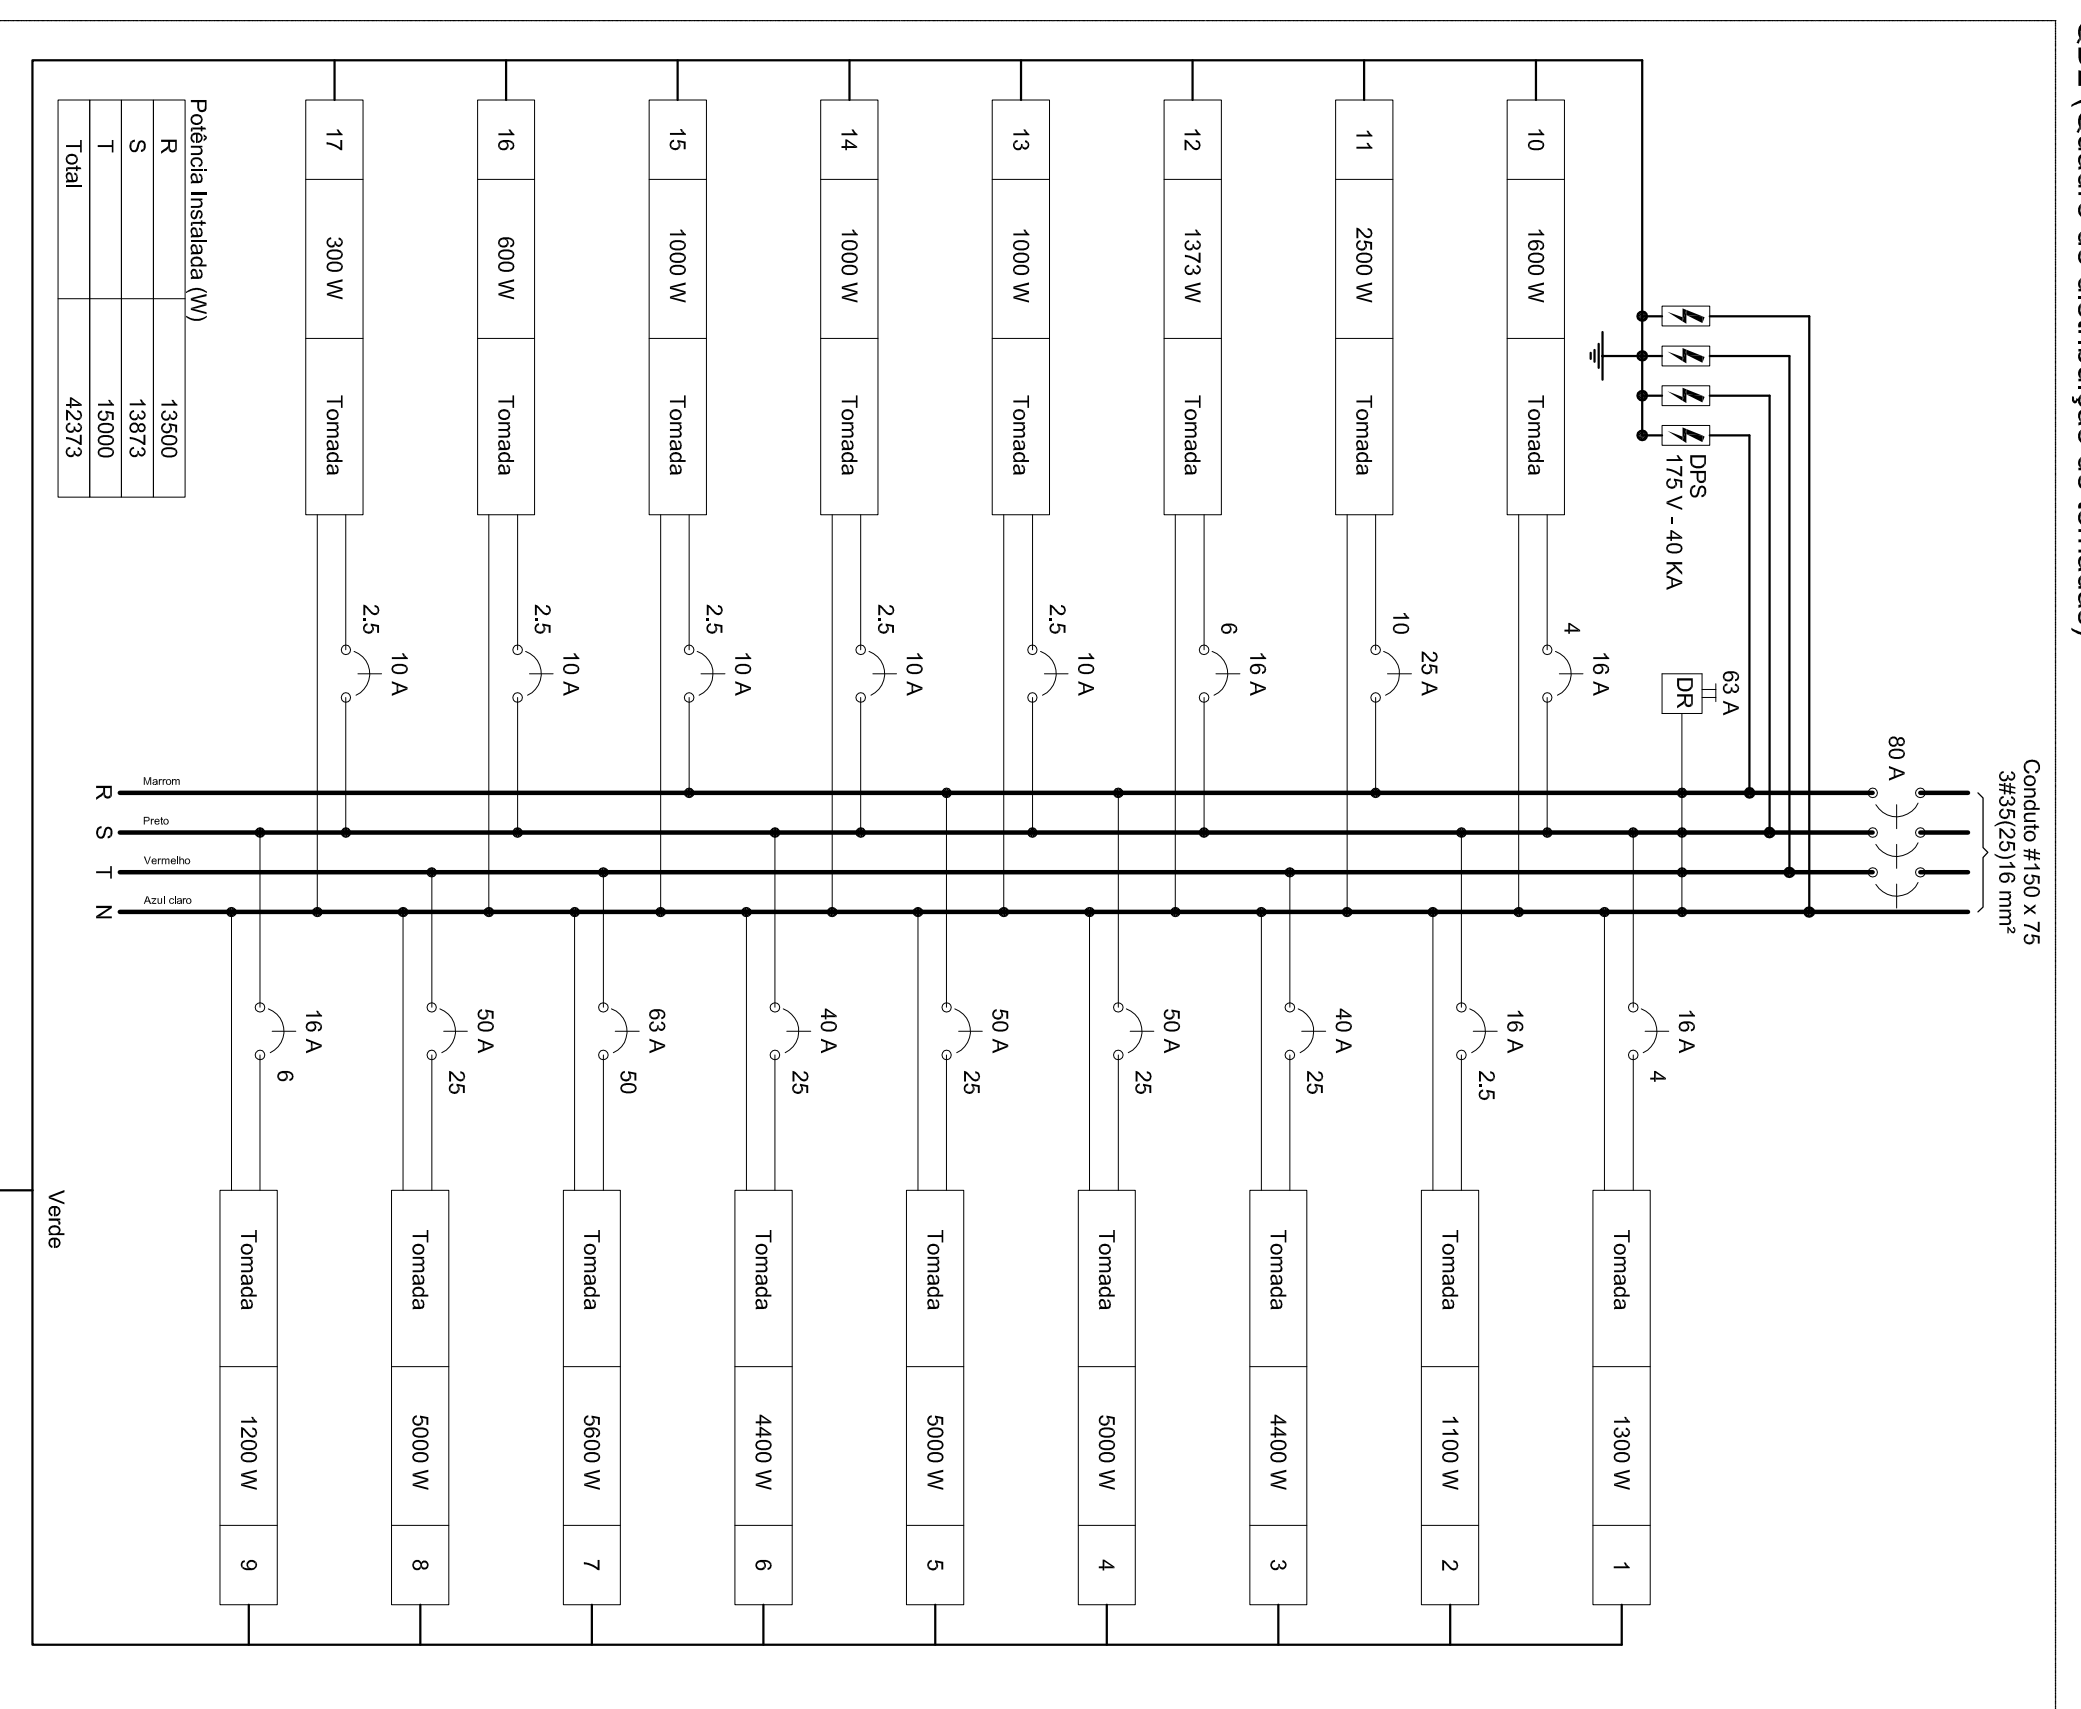 Conduto #150 x 75
3#35(25)16 mm²
80 A
63 A
DR
DPS
175 V - 40 KA
16 A
4
1300 W
Tomada
1
10
1600 W
Tomada
4
16 A
16 A
2.5
Tomada
1100 W
2
11
2500 W
Tomada
10
25 A
40 A
25
Tomada
4400 W
3
12
1373 W
Tomada
6
16 A
50 A
25
Tomada
5000 W
4
13
1000 W
Tomada
2.5
10 A
50 A
25
Tomada
5000 W
5
14
1000 W
Tomada
2.5
10 A
40 A
25
Tomada
4400 W
6
15
1000 W
Tomada
2.5
10 A
63 A
50
Tomada
5600 W
7
16
600 W
Tomada
2.5
10 A
50 A
25
Tomada
5000 W
8
17
300 W
Tomada
2.5
10 A
16 A
6
Tomada
1200 W
9
Marrom
Preto
Vermelho
Azul claro
R
S
T
N
Potência Instalada (W)
R 13500
S 13873
T 15000
Total 42373
Verde